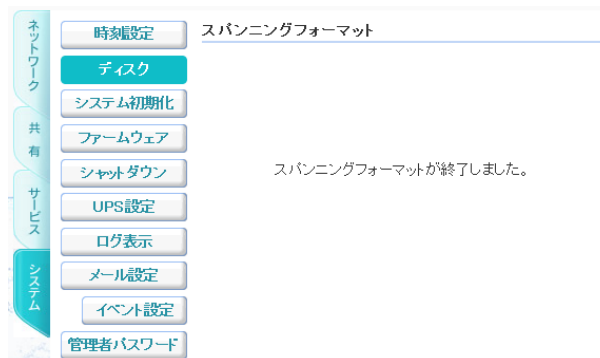 ネットワーク
共有
サービス
システム
時刻設定
ディスク
システム初期化
ファームウェア
シャットダウン
UPS設定
ログ表示
メール設定
イベント設定
管理者パスワード
スパンニングフォーマット
スパンニングフォーマットが終了しました。